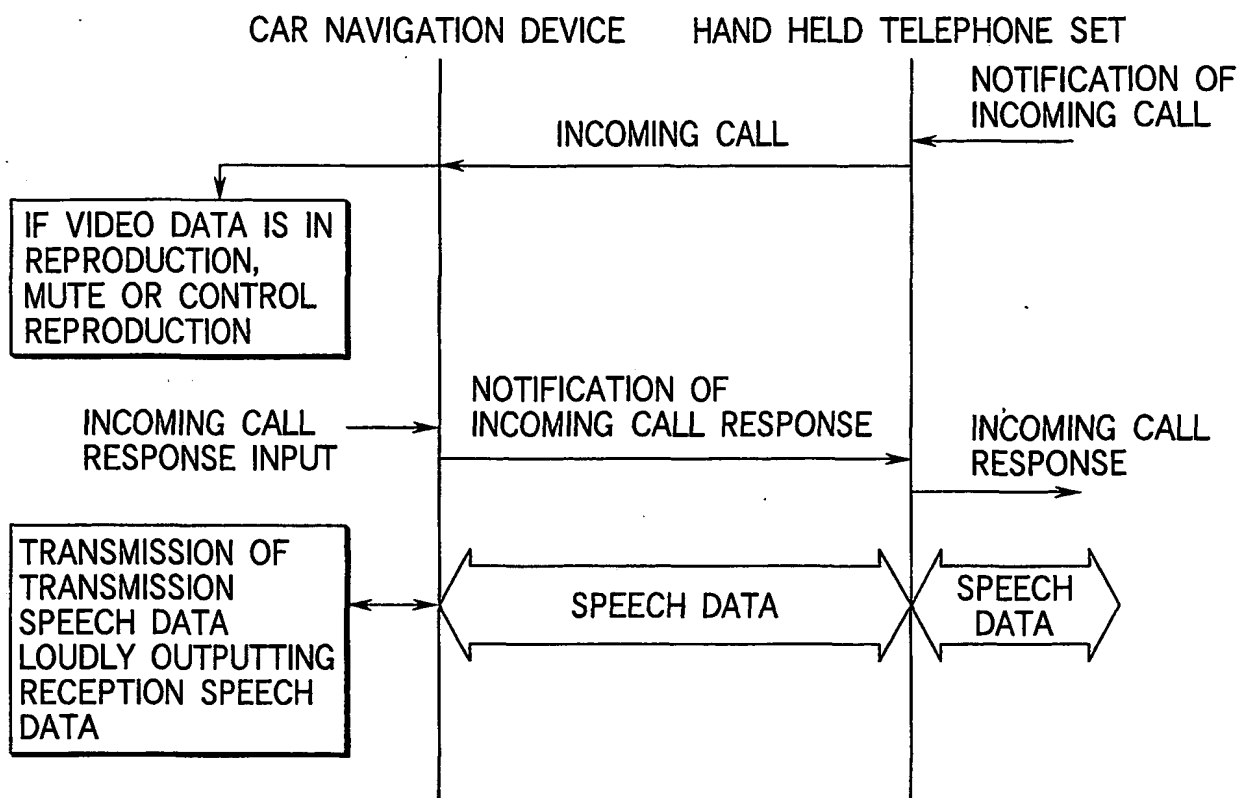 CAR NAVIGATION DEVICE
HAND HELD TELEPHONE SET
NOTIFICATION OF
INCOMING CALL
INCOMING CALL
IF VIDEO DATA IS IN
REPRODUCTION,
MUTE OR CONTROL
REPRODUCTION
INCOMING CALL
RESPONSE INPUT
NOTIFICATION OF
INCOMING CALL RESPONSE
INCOMING CALL
RESPONSE
TRANSMISSION OF
TRANSMISSION
SPEECH DATA
LOUDLY OUTPUTTING
RECEPTION SPEECH
DATA
SPEECH DATA
SPEECH
DATA